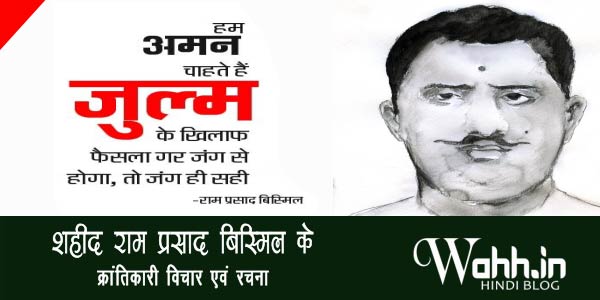 हम
अमन
चाहते हैं
जुल्म
के खिलाफ
फैसला गर जंग से
होगा, तो जंग ही सही
-राम प्रसाद बिस्मिल
शहीद राम प्रसाद बिस्मिल के
क्रांतिकारी विचार एवं रचना
Wahh.in
HINDI BLOG